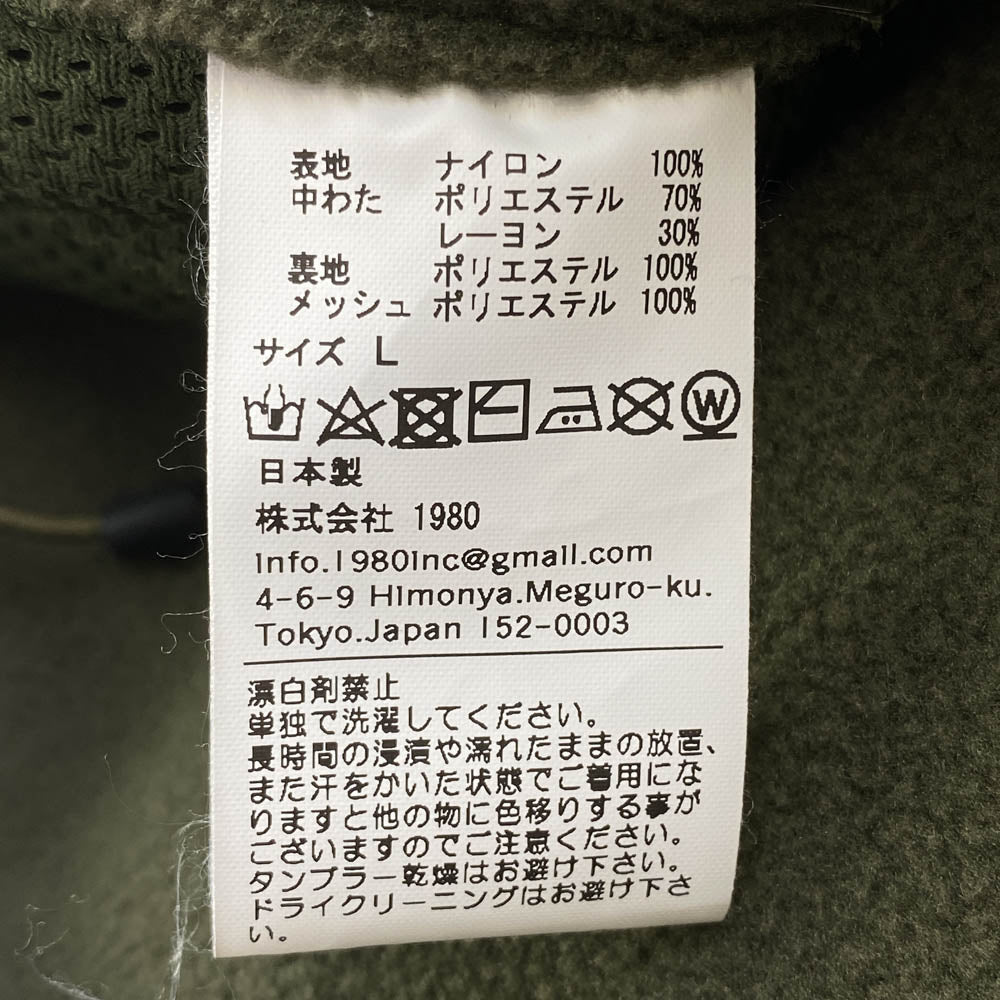 表地 ナイロン 100%
中わた ポリエステル 70%
レーヨン 30%
裏地 ポリエステル 100%
メッシュ ポリエステル 100%
サイズ L
W
日本製
株式会社 1980
info.1980inc@gmail.com
4-6-9 Himonya.Meguro-ku.
Tokyo.Japan 152-0003
漂白剤禁止
単独で洗濯してください。
長時間の浸漬や濡れたままの放置、
また汗をかいた状態でご着用にな
りますと他の物に色移りする事が
ございますのでご注意ください。
タンブラー乾燥はお避け下さい。
ドライクリーニングはお避け下さ
い。